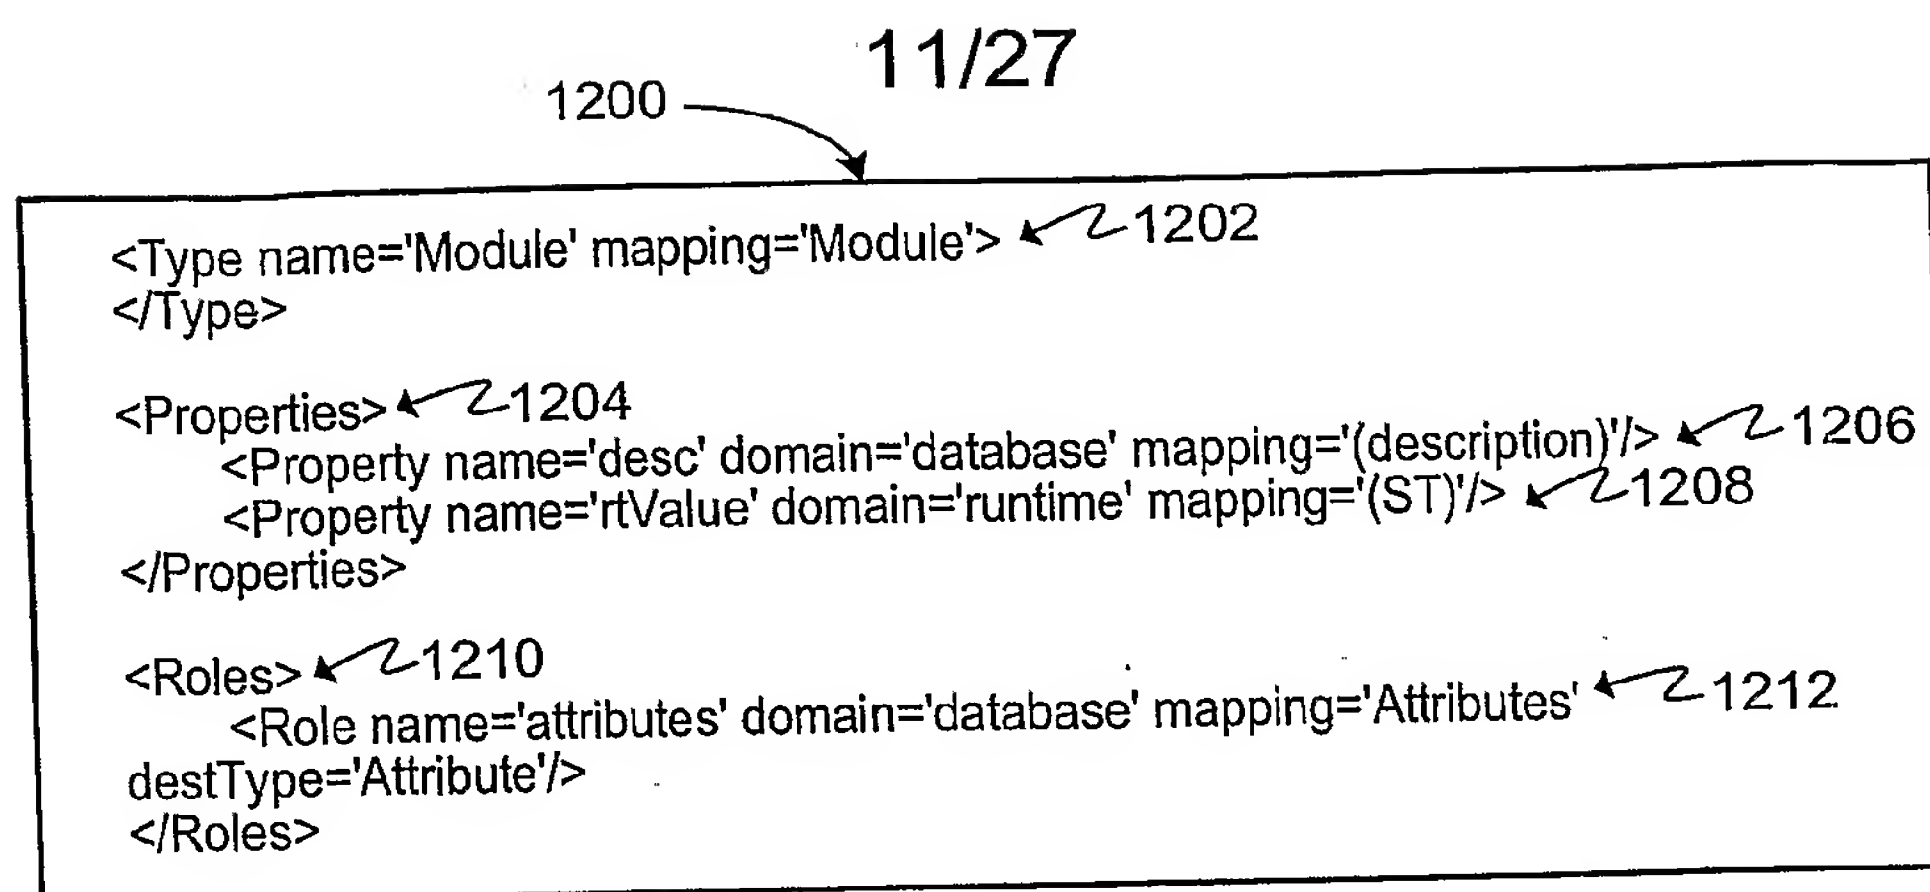 11/27
1200
<Type name='Module' mapping='Module'> 1202
</Type>
<Properties> 1204
<Property name='desc' domain='database' mapping='(description)'/> 1206
<Property name='rtValue' domain='runtime' mapping='(ST)'/> 1208
</Properties>
<Roles> 1210
<Role name='attributes' domain='database' mapping='Attributes' 1212
destType='Attribute'/>
</Roles>